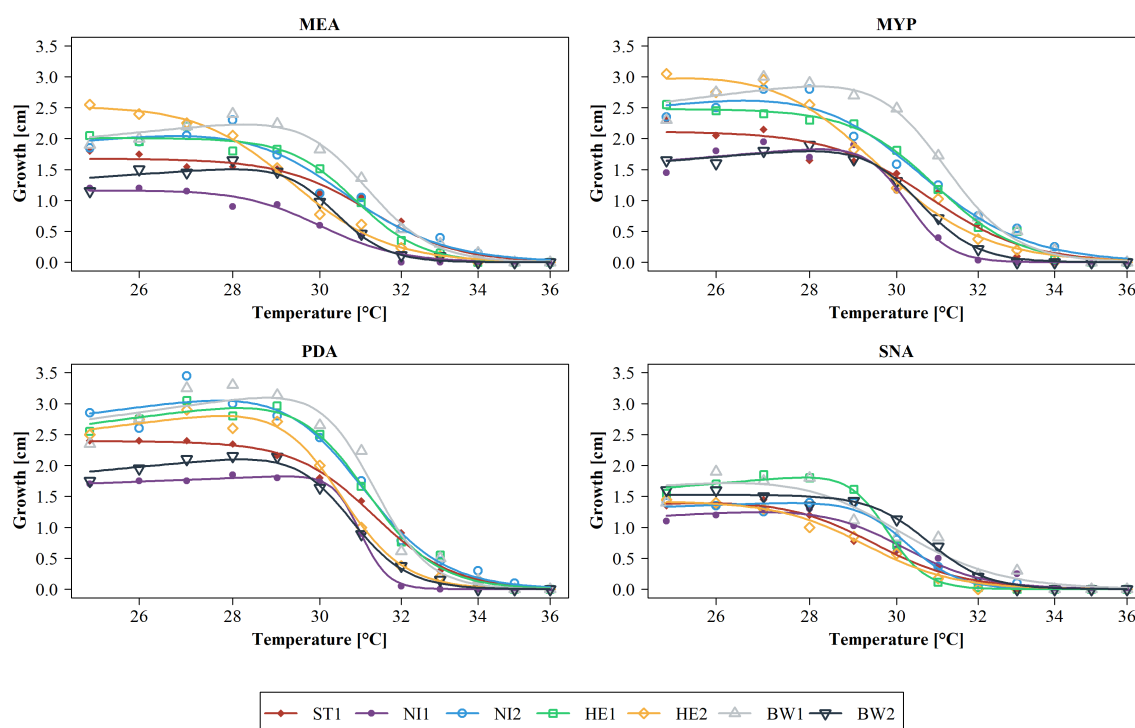 MEA
MYP
3.5
3.0
2.5
2.0
1.5
1.0
0.5
0.0
Growth [cm]
26 28 30 32 34 36
Temperature [°C]
3.5
3.0
2.5
2.0
1.5
1.0
0.5
0.0
Growth [cm]
26 28 30 32 34 36
Temperature [°C]
PDA
SNA
3.5
3.0
2.5
2.0
1.5
1.0
0.5
0.0
Growth [cm]
26 28 30 32 34 36
Temperature [°C]
3.5
3.0
2.5
2.0
1.5
1.0
0.5
0.0
Growth [cm]
26 28 30 32 34 36
Temperature [°C]
ST1 NI1 NI2 HE1 HE2 BW1 BW2